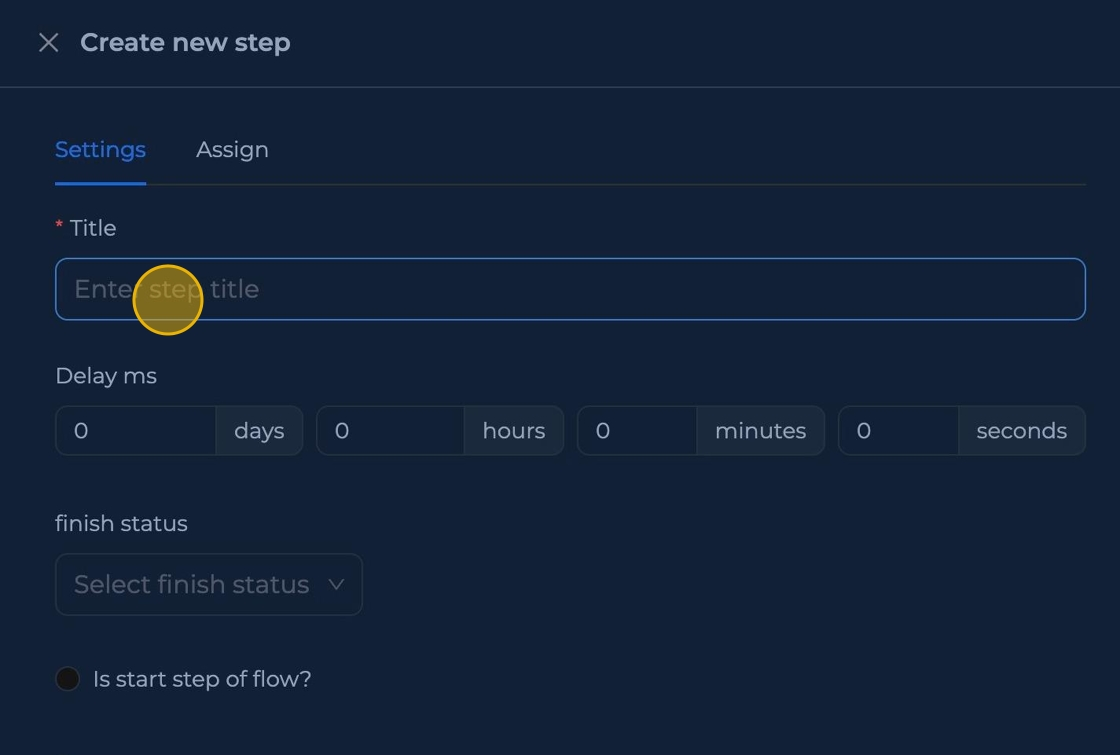 Create new step
Settings Assign
* Title
Enter step title
Delay ms
0 days 0 hours 0 minutes 0 seconds
finish status
Select finish status
Is start step of flow?